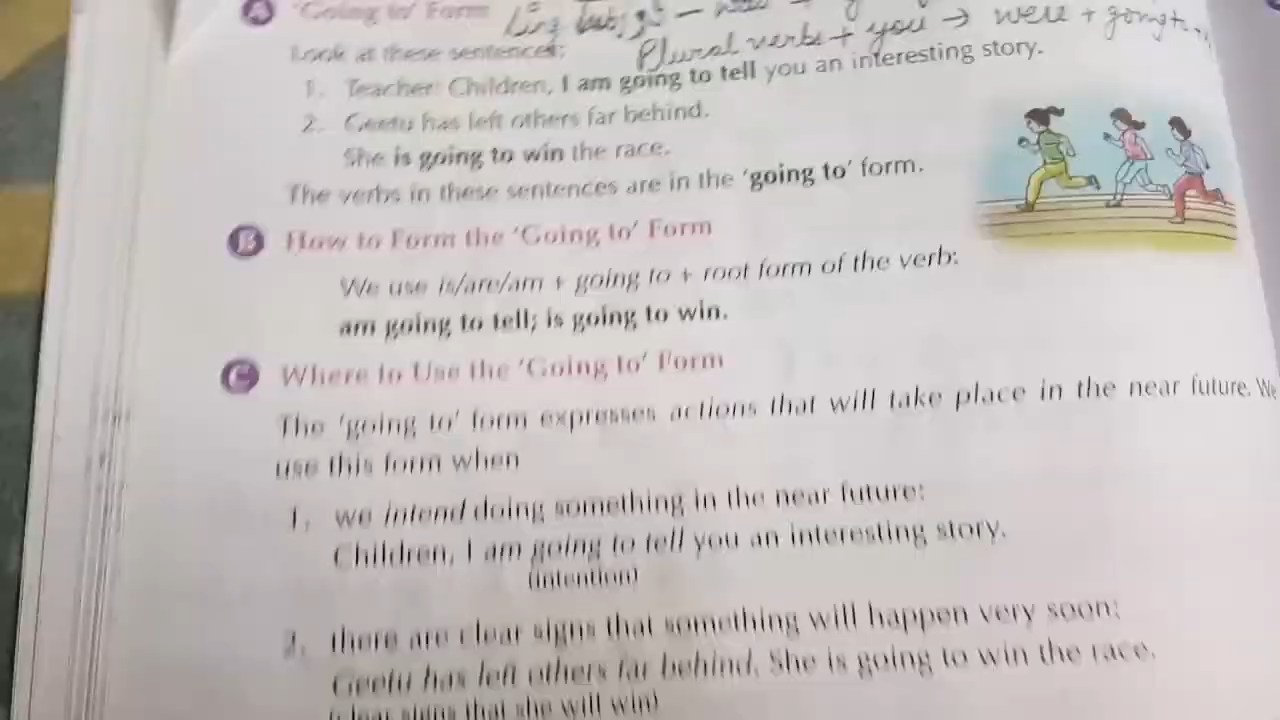 A 'Going to' Form
Look at these sentences: Plural verbs + you → were + going to
1. Teacher: Children, I am going to tell you an interesting story.
2. Geetu has left others far behind.
She is going to win the race.
The verbs in these sentences are in the 'going to' form.
B How to Form the 'Going to' Form
We use is/are/am + going to + root form of the verb:
am going to tell; is going to win.
C Where to Use the 'Going to' Form
The 'going to' form expresses actions that will take place in the near future. We
use this form when
1. we intend doing something in the near future:
Children, I am going to tell you an interesting story.
(intention)
2. there are clear signs that something will happen very soon:
Geetu has left others far behind. She is going to win the race.
(clear signs that she will win)